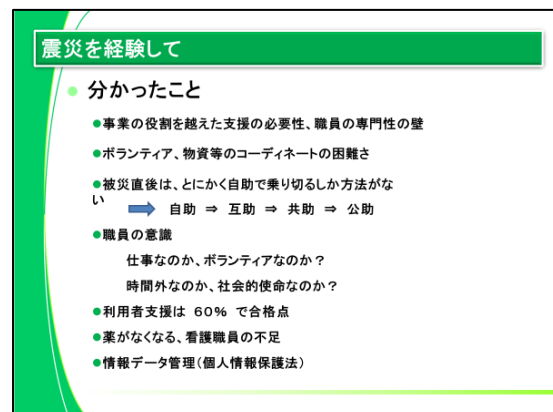 震災を経験して
● 分かったこと
●事業の役割を越えた支援の必要性、職員の専門性の壁
●ボランティア、物資等のコーディネートの困難さ
●被災直後は、とにかく自助で乗り切るしか方法がな
い
自助 ⇒ 互助 ⇒ 共助 ⇒ 公助
●職員の意識
仕事なのか、ボランティアなのか？
時間外なのか、社会的使命なのか？
●利用者支援は 60% で合格点
●薬がなくなる、看護職員の不足
●情報データ管理(個人情報保護法)